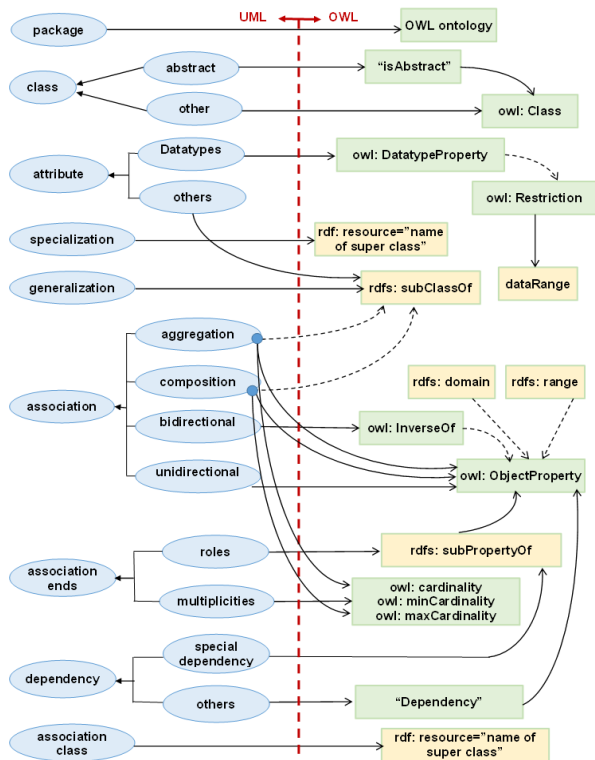 UML
OWL
package
OWL ontology
abstract
"isAbstract"
class
other
owl: Class
Datatypes
owl: DatatypeProperty
attribute
others
owl: Restriction
specialization
rdf: resource="name
of super class"
generalization
rdfs: subClassOf
dataRange
aggregation
composition
rdfs: domain
rdfs: range
association
bidirectional
owl: InverseOf
unidirectional
owl: ObjectProperty
roles
rdfs: subPropertyOf
association
ends
multiplicities
owl: cardinality
owl: minCardinality
owl: maxCardinality
special
dependency
dependency
others
"Dependency"
association
class
rdf: resource="name of
super class"